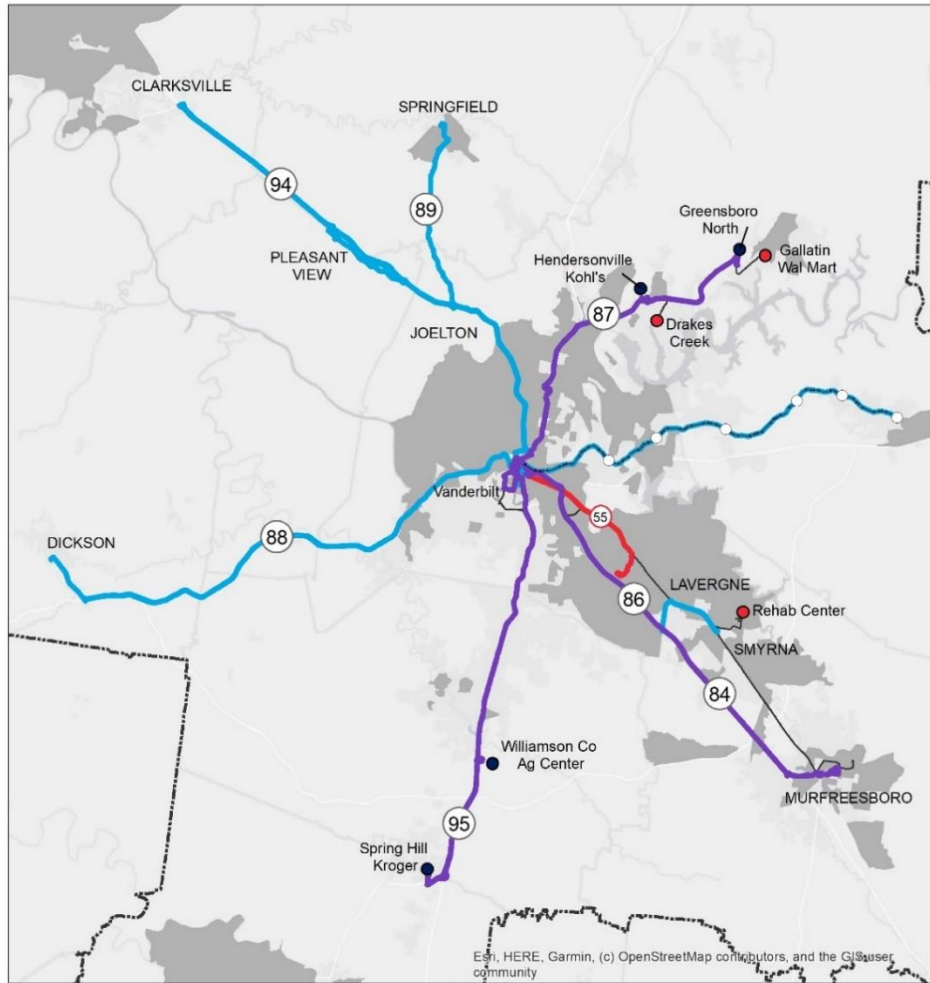 CLARKSVILLE
SPRINGFIELD
94
89
PLEASANT
VIEW
JOELTON
Greensboro
North
Gallatin
Wal Mart
Hendersonville
Kohl's
87
Drakes
Creek
Vanderbilt
88
DICKSON
55
LAVERGNE
86
Rehab Center
SMYRNA
84
MURFREESBORO
Williamson Co
Ag Center
95
Spring Hill
Kroger
Esri, HERE, Garmin, (c) OpenStreetMap contributors, and the GIS user
community